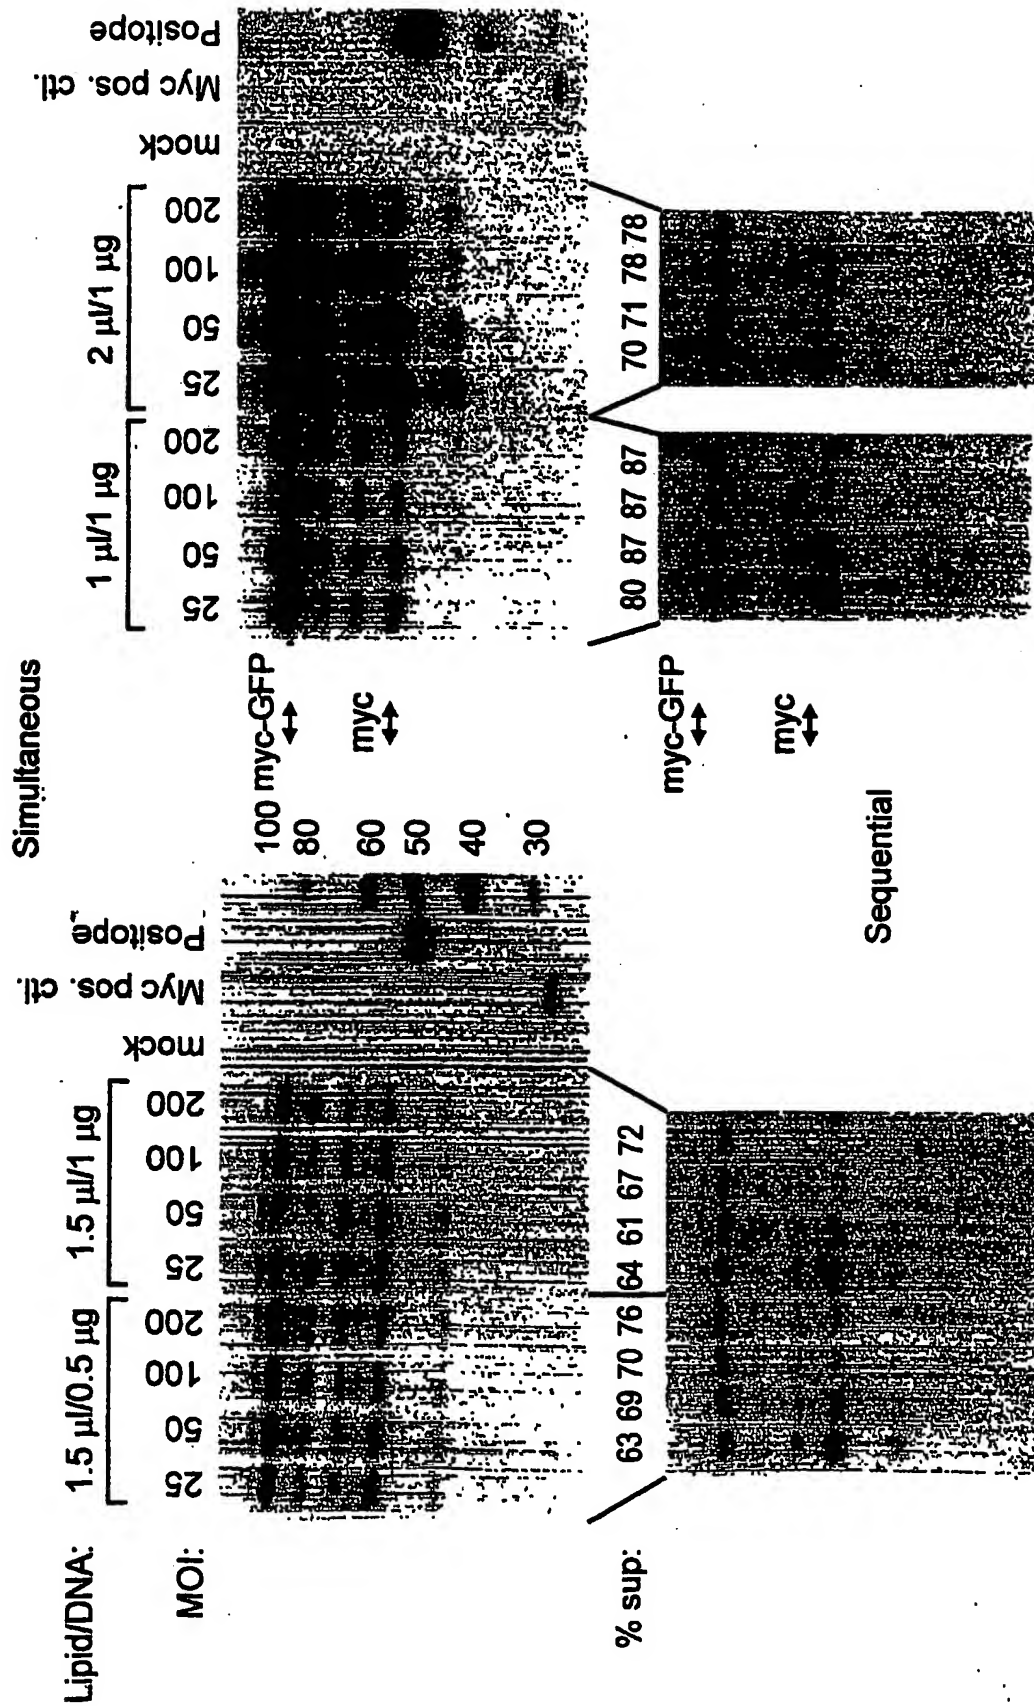 Simultaneous
Lipid/DNA: 1.5 µl/0.5 µg 1.5 µl/1 µg 1 µl/1 µg 2 µl/1 µg
MOI: 25 50 100 200 25 50 100 200 mock Myc pos. ctl. Positope 25 50 100 200 25 50 100 200 mock Myc pos. ctl. Positope
100 myc-GFP
80
60 myc
50
40
30
% sup: 63 69 70 76 64 61 67 72 80 87 87 87 70 71 78 78
myc-GFP
myc
Sequential